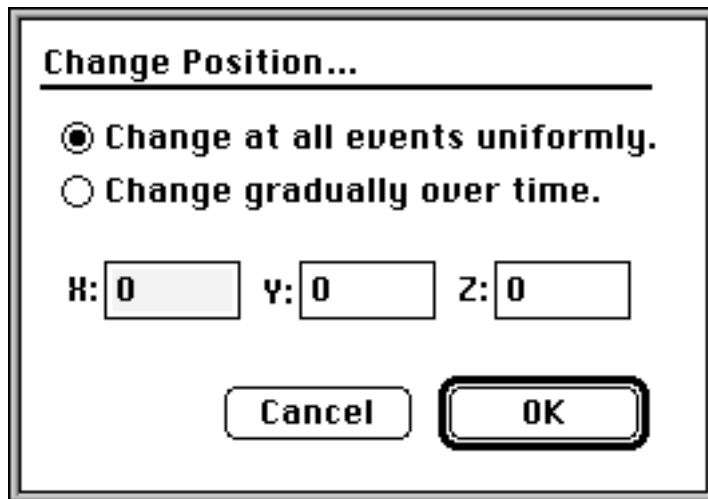 Change Position...
Change at all events uniformly.
Change gradually over time.
X: 0 Y: 0 Z: 0
Cancel OK